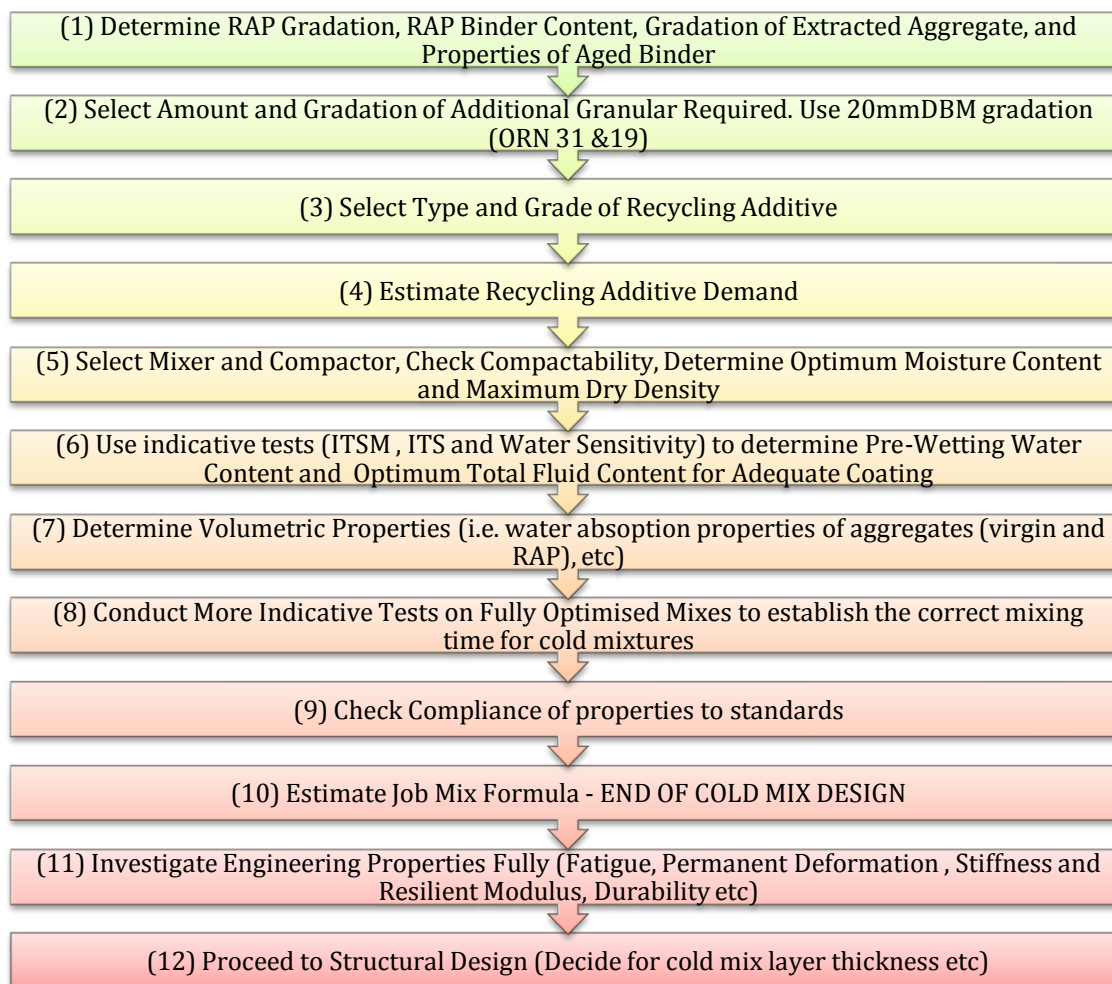 (1) Determine RAP Gradation, RAP Binder Content, Gradation of Extracted Aggregate, and
Properties of Aged Binder
(2) Select Amount and Gradation of Additional Granular Required. Use 20mmDBM gradation
(ORN 31 &19)
(3) Select Type and Grade of Recycling Additive
(4) Estimate Recycling Additive Demand
(5) Select Mixer and Compactor, Check Compactability, Determine Optimum Moisture Content
and Maximum Dry Density
(6) Use indicative tests (ITSM , ITS and Water Sensitivity) to determine Pre-Wetting Water
Content and Optimum Total Fluid Content for Adequate Coating
(7) Determine Volumetric Properties (i.e. water absoption properties of aggregates (virgin and
RAP), etc)
(8) Conduct More Indicative Tests on Fully Optimised Mixes to establish the correct mixing
time for cold mixtures
(9) Check Compliance of properties to standards
(10) Estimate Job Mix Formula - END OF COLD MIX DESIGN
(11) Investigate Engineering Properties Fully (Fatigue, Permanent Deformation , Stiffness and
Resilient Modulus, Durability etc)
(12) Proceed to Structural Design (Decide for cold mix layer thickness etc)